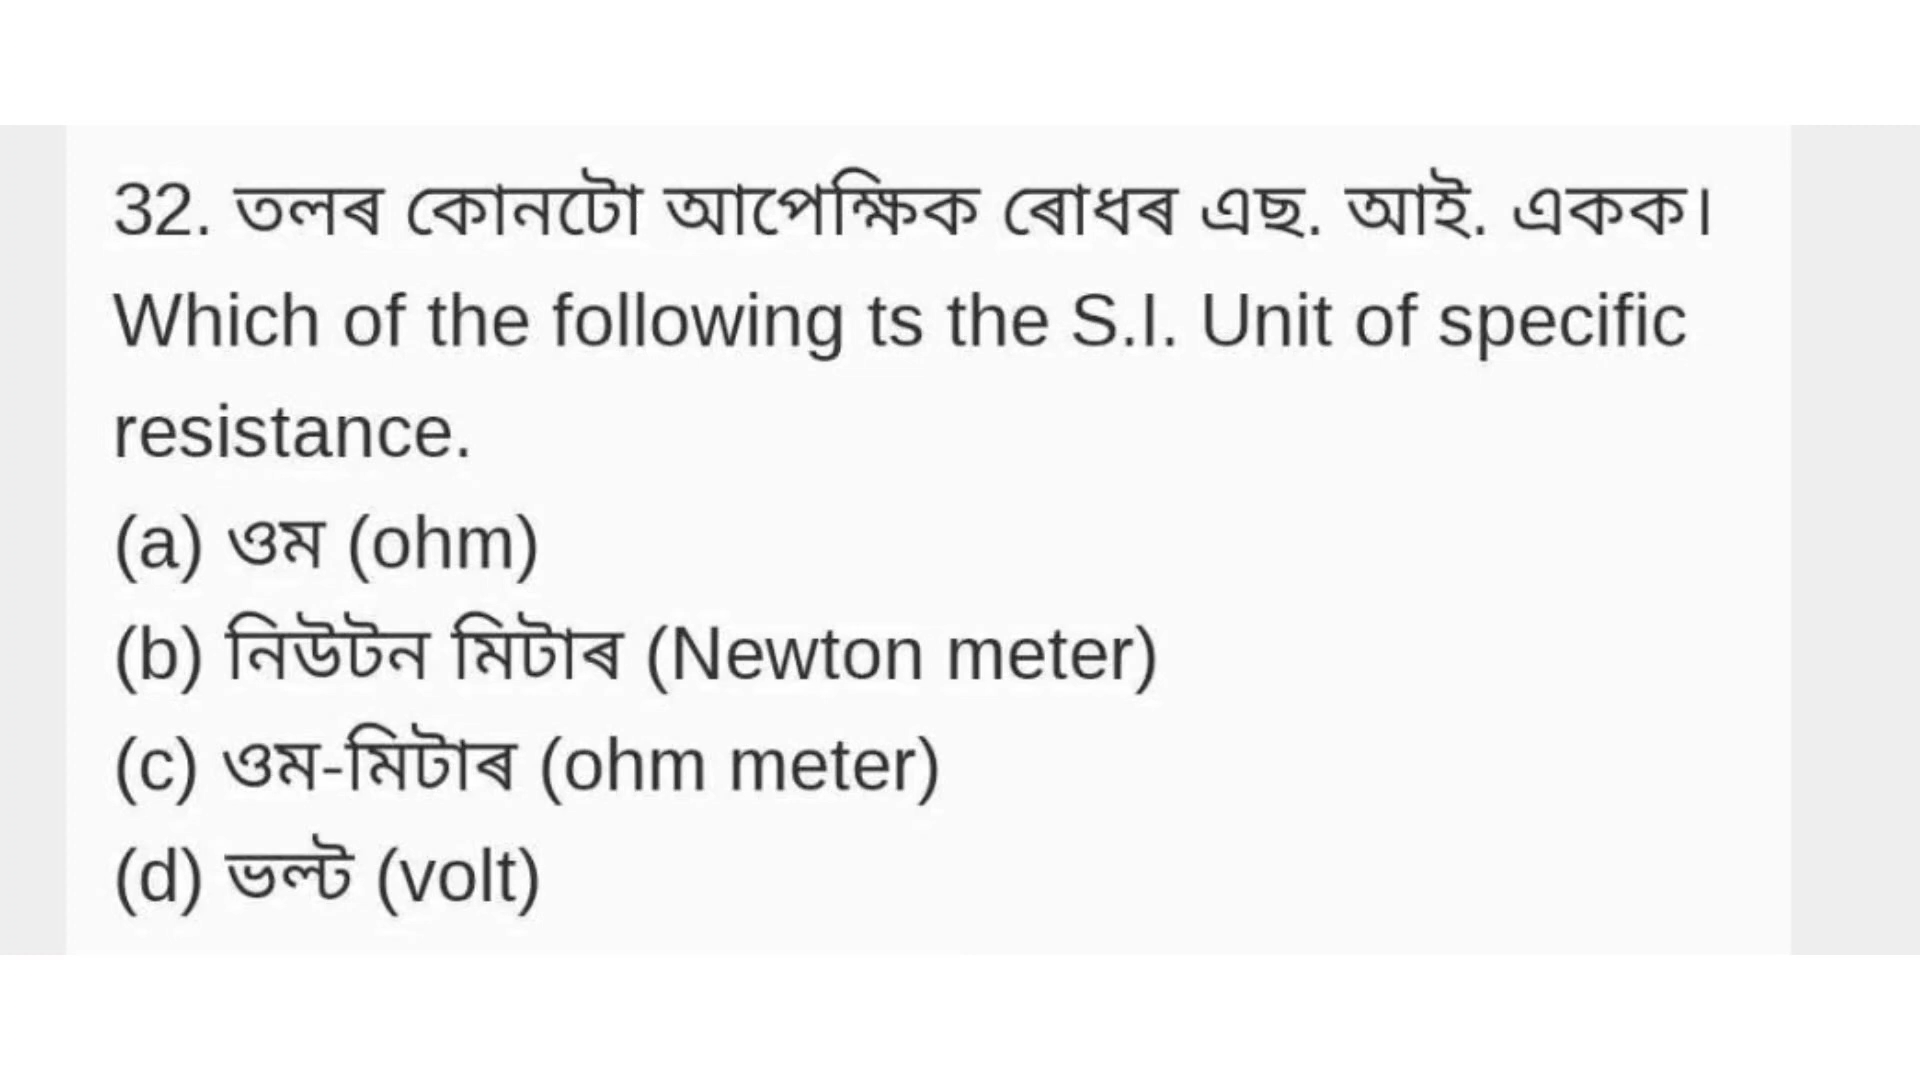 32. তলৰ কোনটো আপেক্ষিক ৰোধৰ এছ. আই. একক।
Which of the following ts the S.I. Unit of specific
resistance.
(a) ওম (ohm)
(b) নিউটন মিটাৰ (Newton meter)
(c) ওম-মিটাৰ (ohm meter)
(d) ভল্ট (volt)